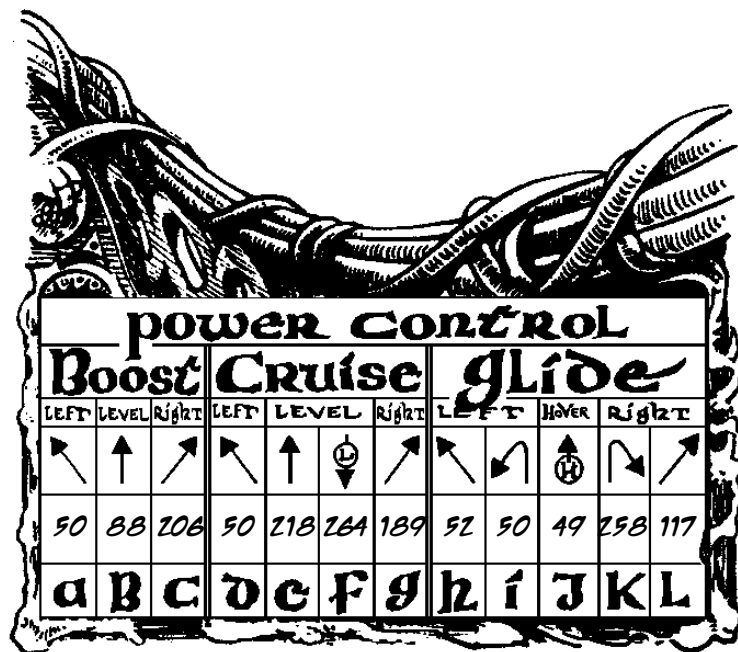 POWER CONTROL
BOOST CRUISE GLIDE
LEFT LEVEL RIGHT LEFT LEVEL RIGHT LEFT HOVER RIGHT
L H
50 88 206 50 218 264 189 52 50 49 258 117
a B C D e F g h i J K L